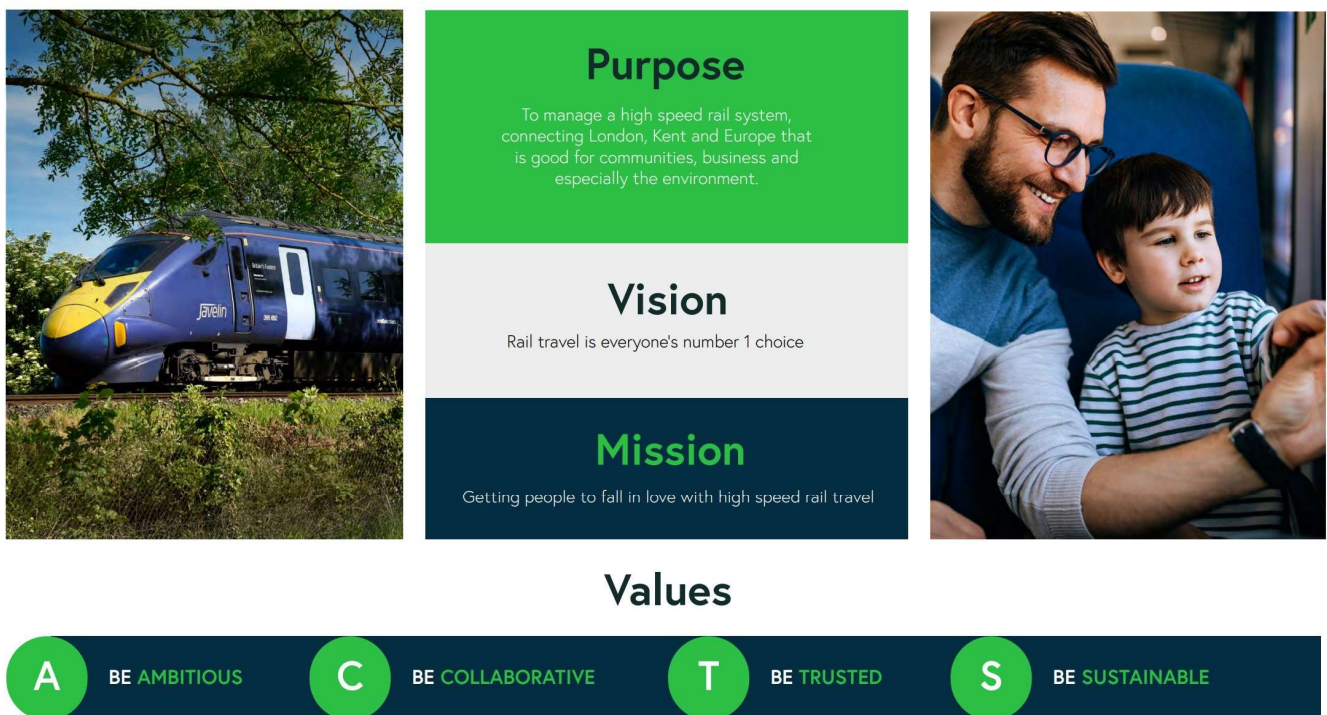 Purpose
To manage a high speed rail system,
connecting London, Kent and Europe that
is good for communities, business and
especially the environment.
Vision
Rail travel is everyone's number 1 choice
Mission
Getting people to fall in love with high speed rail travel
Javelin
Values
A BE AMBITIOUS
C BE COLLABORATIVE
T BE TRUSTED
S BE SUSTAINABLE